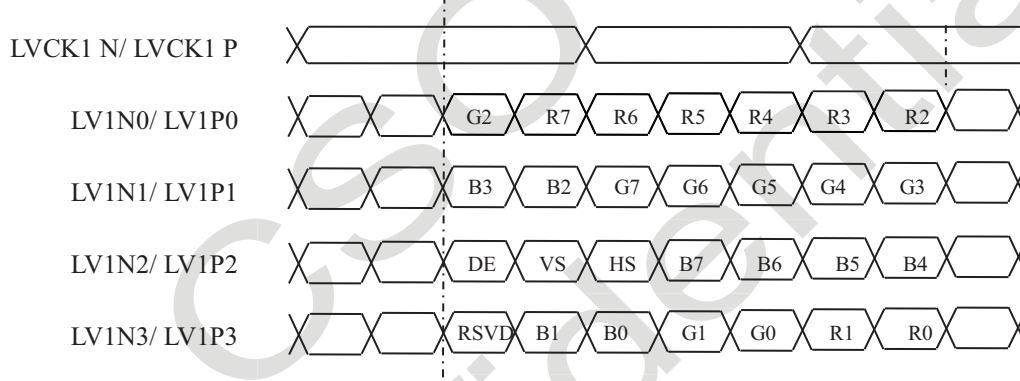 LVCK1 N/ LVCK1 P
LV1N0/ LV1P0 G2 R7 R6 R5 R4 R3 R2
LV1N1/ LV1P1 B3 B2 G7 G6 G5 G4 G3
LV1N2/ LV1P2 DE VS HS B7 B6 B5 B4
LV1N3/ LV1P3 RSVD B1 B0 G1 G0 R1 R0